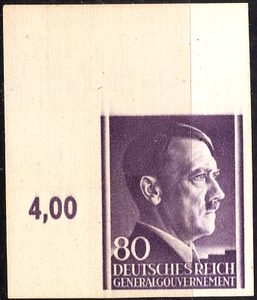 4,00
80
DEUTSCHES REICH
GENERALGOUVERNEMENT